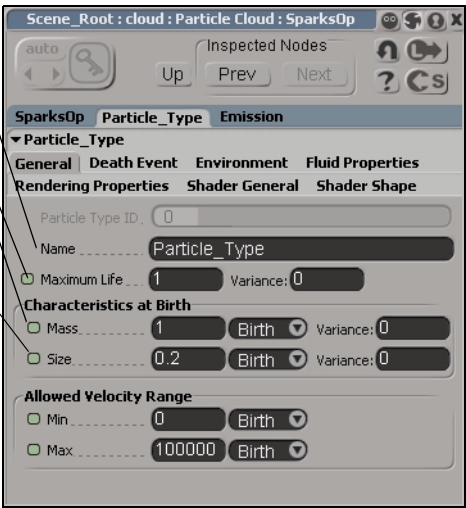 Scene_Root : cloud : Particle Cloud : SparksOp
auto
Inspected Nodes
Up Prev Next
? Cs
SparksOp Particle_Type Emission
Particle_Type
General Death Event Environment Fluid Properties
Rendering Properties Shader General Shader Shape
Particle Type ID 0
Name Particle_Type
Maximum Life 1 Variance: 0
Characteristics at Birth
Mass 1 Birth Variance: 0
Size 0.2 Birth Variance: 0
Allowed Velocity Range
Min 0 Birth
Max 100000 Birth